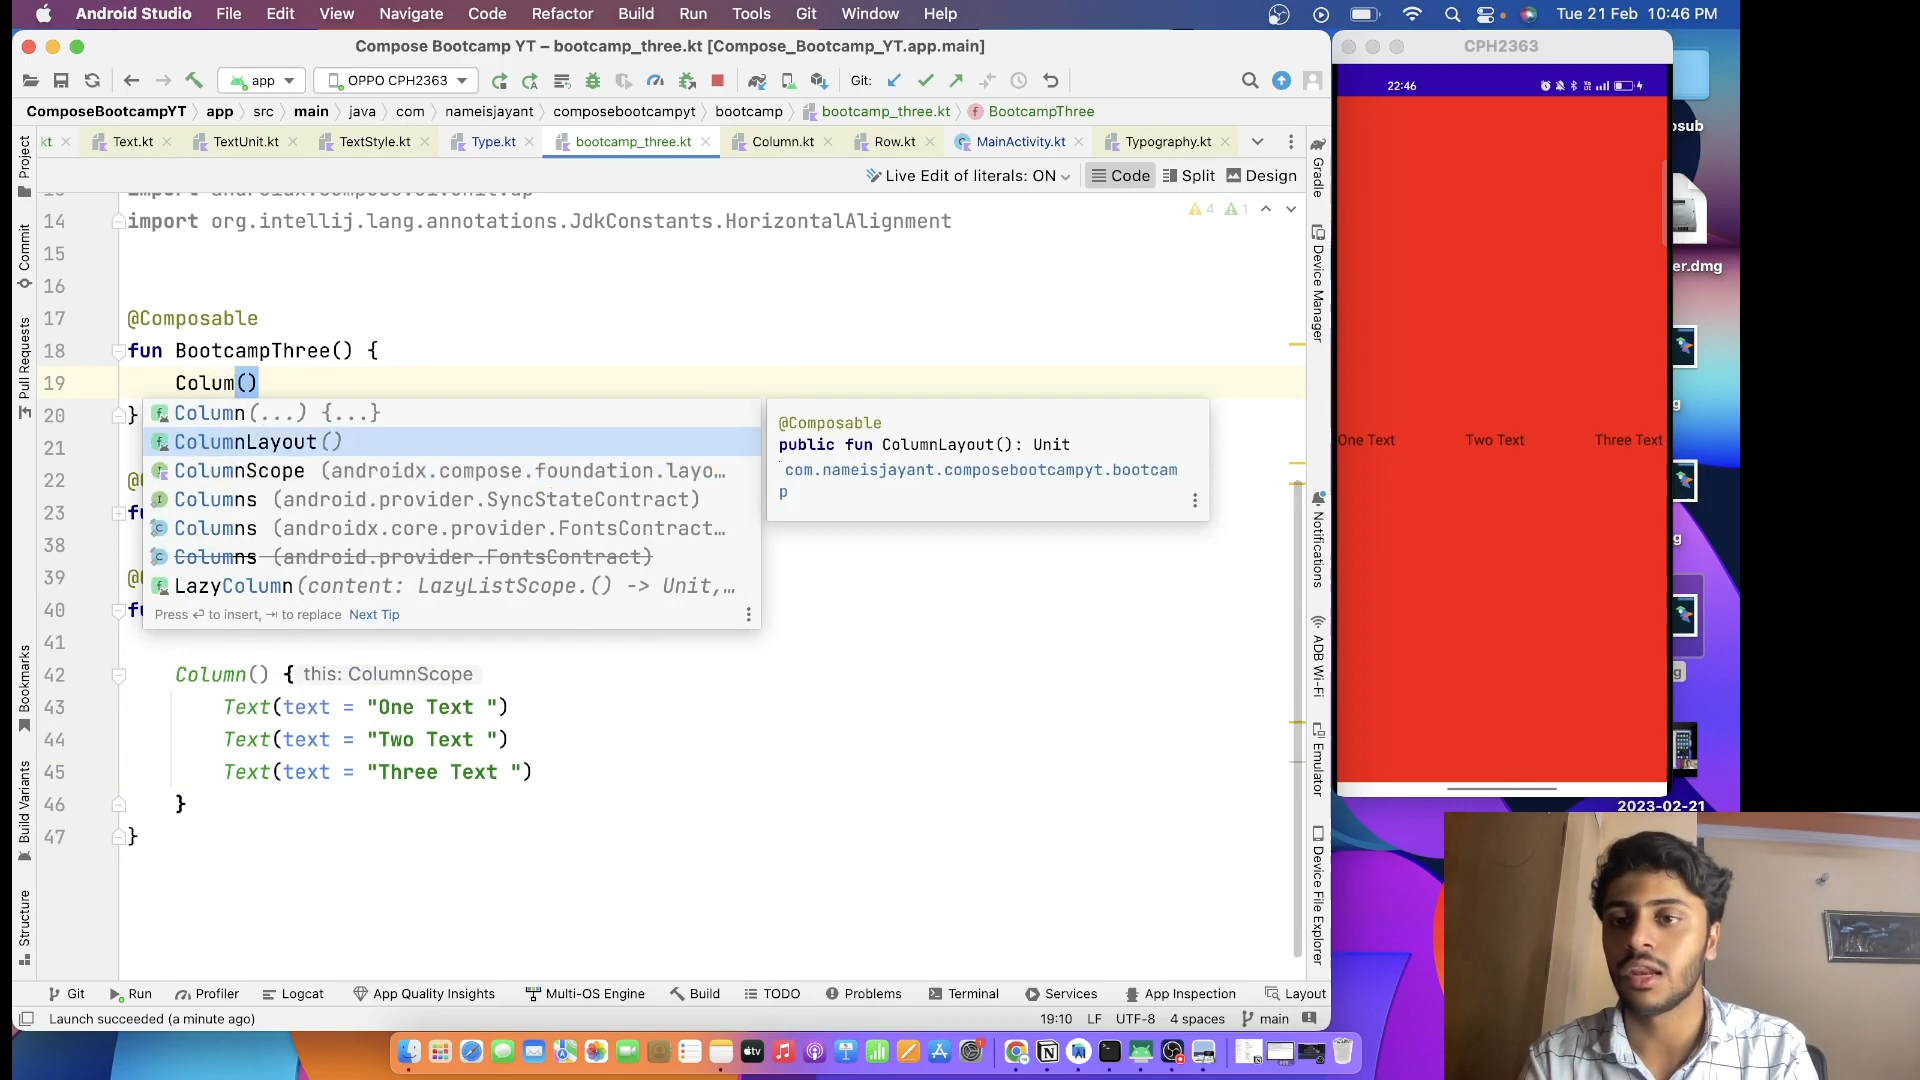 Android Studio File Edit View Navigate Code Refactor Build Run Tools Git Window Help Tue 21 Feb 10:46 PM
Compose Bootcamp YT – bootcamp_three.kt [Compose_Bootcamp_YT.app.main]
CPH2363
app OPPO CPH2363 Git:
22:46
ComposeBootcampYT app src main java com nameisjayant composebootcampyt bootcamp bootcamp_three.kt BootcampThree
kt Text.kt TextUnit.kt TextStyle.kt Type.kt bootcamp_three.kt Column.kt Row.kt MainActivity.kt Typography.kt
Live Edit of literals: ON Code Split Design
4 1
14 import org.intellij.lang.annotations.JdkConstants.HorizontalAlignment
15
16
17 @Composable
18 fun BootcampThree() {
19 Colum()
20 }
21
22
23
38
39
40
41
Column(...) {...}
ColumnLayout()
ColumnScope (androidx.compose.foundation.layo...
Columns (android.provider.SyncStateContract)
Columns (androidx.core.provider.FontsContract...
Columns (android.provider.FontsContract)
LazyColumn(content: LazyListScope.() -> Unit,...
Press ⏎ to insert, ⇥ to replace Next Tip
@Composable
public fun ColumnLayout(): Unit
com.nameisjayant.composebootcampyt.bootcam
p
42 Column() { this: ColumnScope
43 Text(text = "One Text ")
44 Text(text = "Two Text ")
45 Text(text = "Three Text ")
46 }
47 }
Project
Commit
Pull Requests
Bookmarks
Build Variants
Structure
Gradle
Device Manager
Notifications
ADB Wi-Fi
Emulator
Device File Explorer
One Text Two Text Three Text
osub
er.dmg
g
ng
g
2023-02-21
Git Run Profiler Logcat App Quality Insights Multi-OS Engine Build TODO Problems Terminal Services App Inspection Layout
Launch succeeded (a minute ago) 19:10 LF UTF-8 4 spaces main